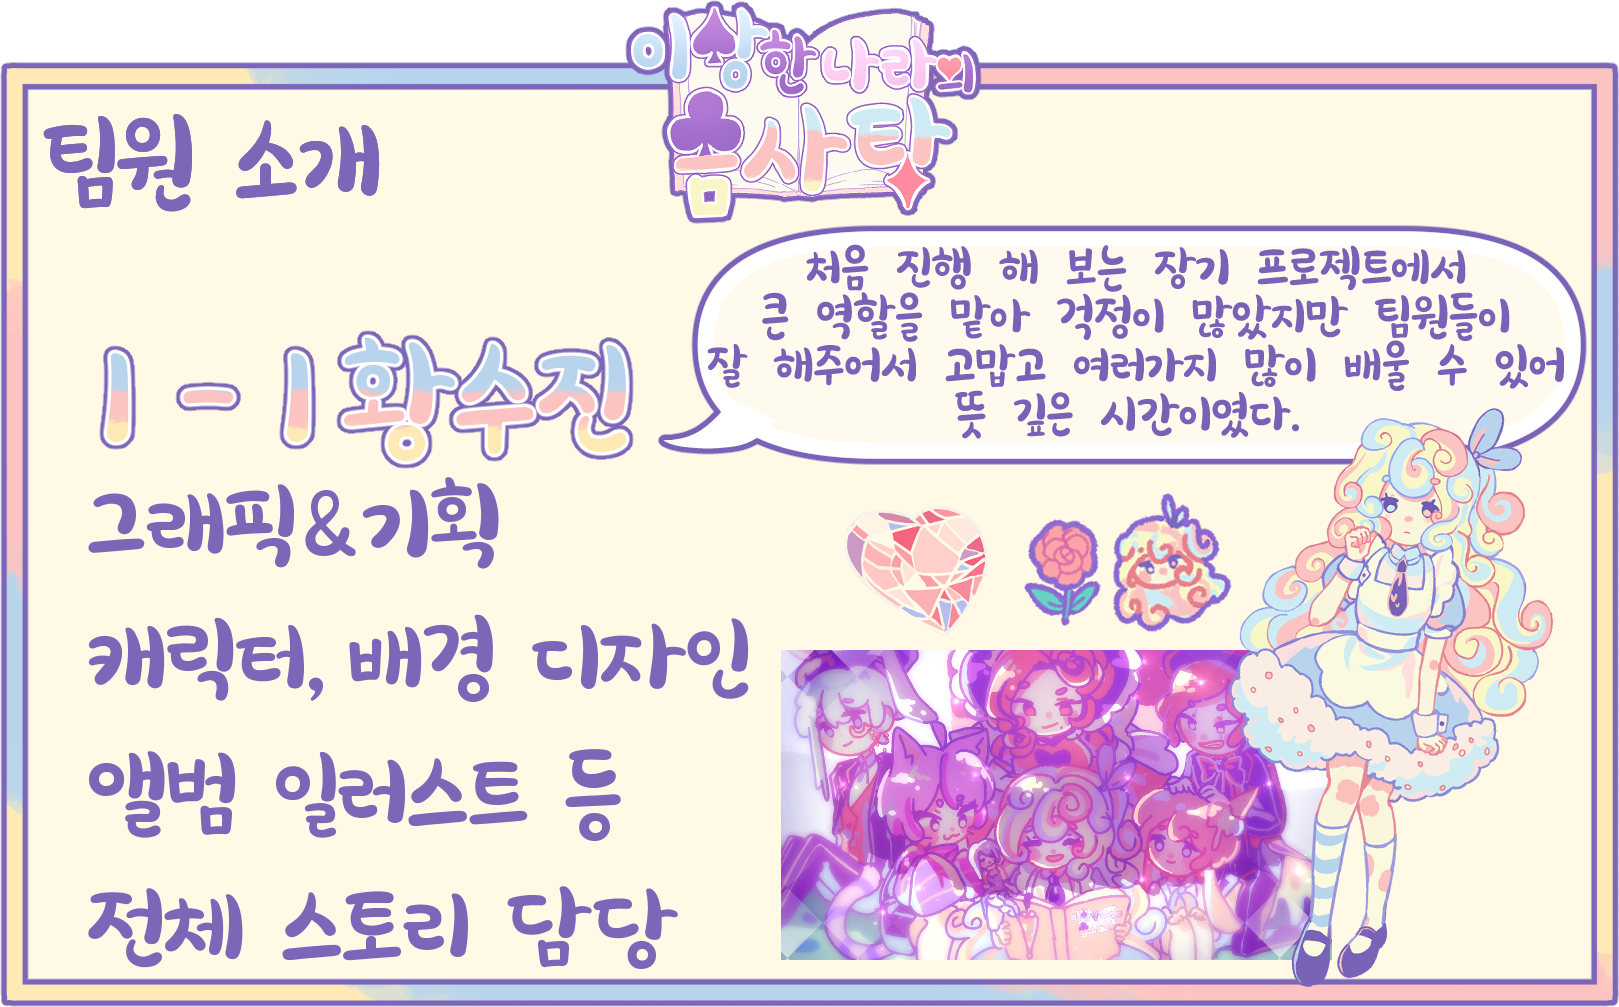 이상한 나라의
솜사탕
팀원 소개
처음 진행 해 보는 장기 프로젝트에서
큰 역할을 맡아 걱정이 많았지만 팀원들이
잘 해주어서 고맙고 여러가지 많이 배울 수 있어
뜻 깊은 시간이였다.
1-1 황수진
그래픽&기획
캐릭터, 배경 디자인
앨범 일러스트 등
전체 스토리 담당